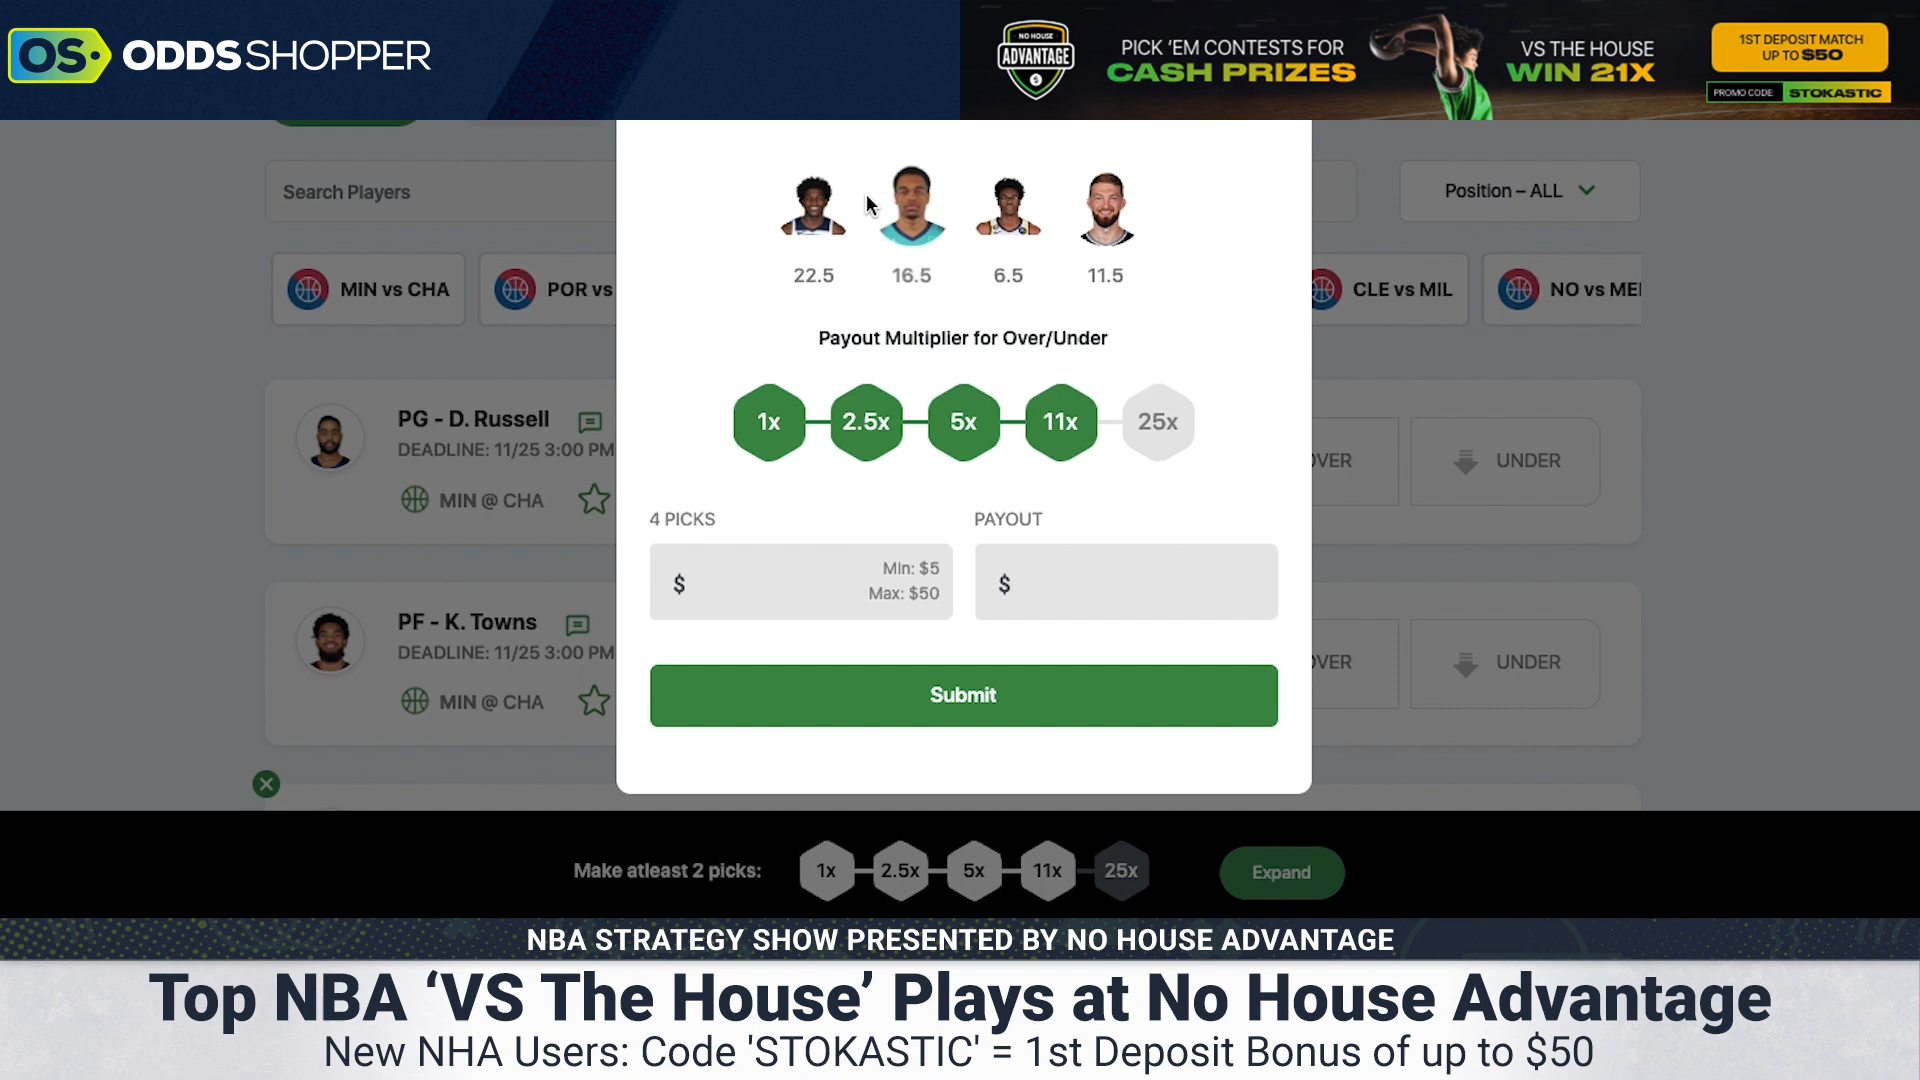 OS. ODDSSHOPPER
NO HOUSE
ADVANTAGE
PICK 'EM CONTESTS FOR
CASH PRIZES
VS THE HOUSE
WIN 21X
1ST DEPOSIT MATCH
UP TO $50
PROMO CODE STOKASTIC
Search Players
Position – ALL
MIN vs CHA
POR vs
CLE vs MIL
NO vs MEI
22.5 16.5 6.5 11.5
Payout Multiplier for Over/Under
1x 2.5x 5x 11x 25x
PG - D. Russell
DEADLINE: 11/25 3:00 PM
MIN @ CHA
OVER
UNDER
4 PICKS
PAYOUT
$ Min: $5
Max: $50
$
PF - K. Towns
DEADLINE: 11/25 3:00 PM
MIN @ CHA
OVER
UNDER
Submit
Make atleast 2 picks: 1x 2.5x 5x 11x 25x
Expand
NBA STRATEGY SHOW PRESENTED BY NO HOUSE ADVANTAGE
Top NBA ‘VS The House’ Plays at No House Advantage
New NHA Users: Code 'STOKASTIC' = 1st Deposit Bonus of up to $50